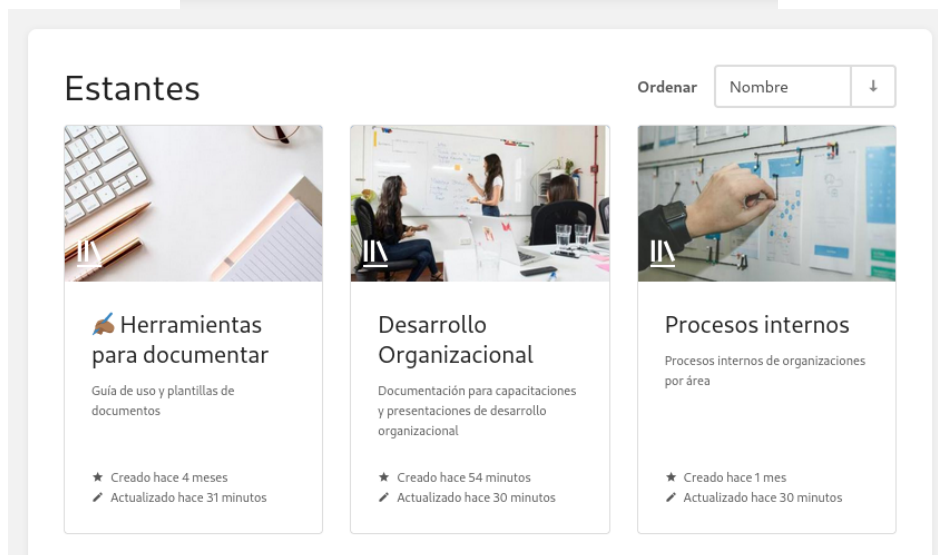 Estantes
Ordenar
Nombre
Herramientas
para documentar
Guía de uso y plantillas de
documentos
Creado hace 4 meses
Actualizado hace 31 minutos
Desarrollo
Organizacional
Documentación para capacitaciones
y presentaciones de desarrollo
organizacional
Creado hace 54 minutos
Actualizado hace 30 minutos
Procesos internos
Procesos internos de organizaciones
por área
Creado hace 1 mes
Actualizado hace 30 minutos